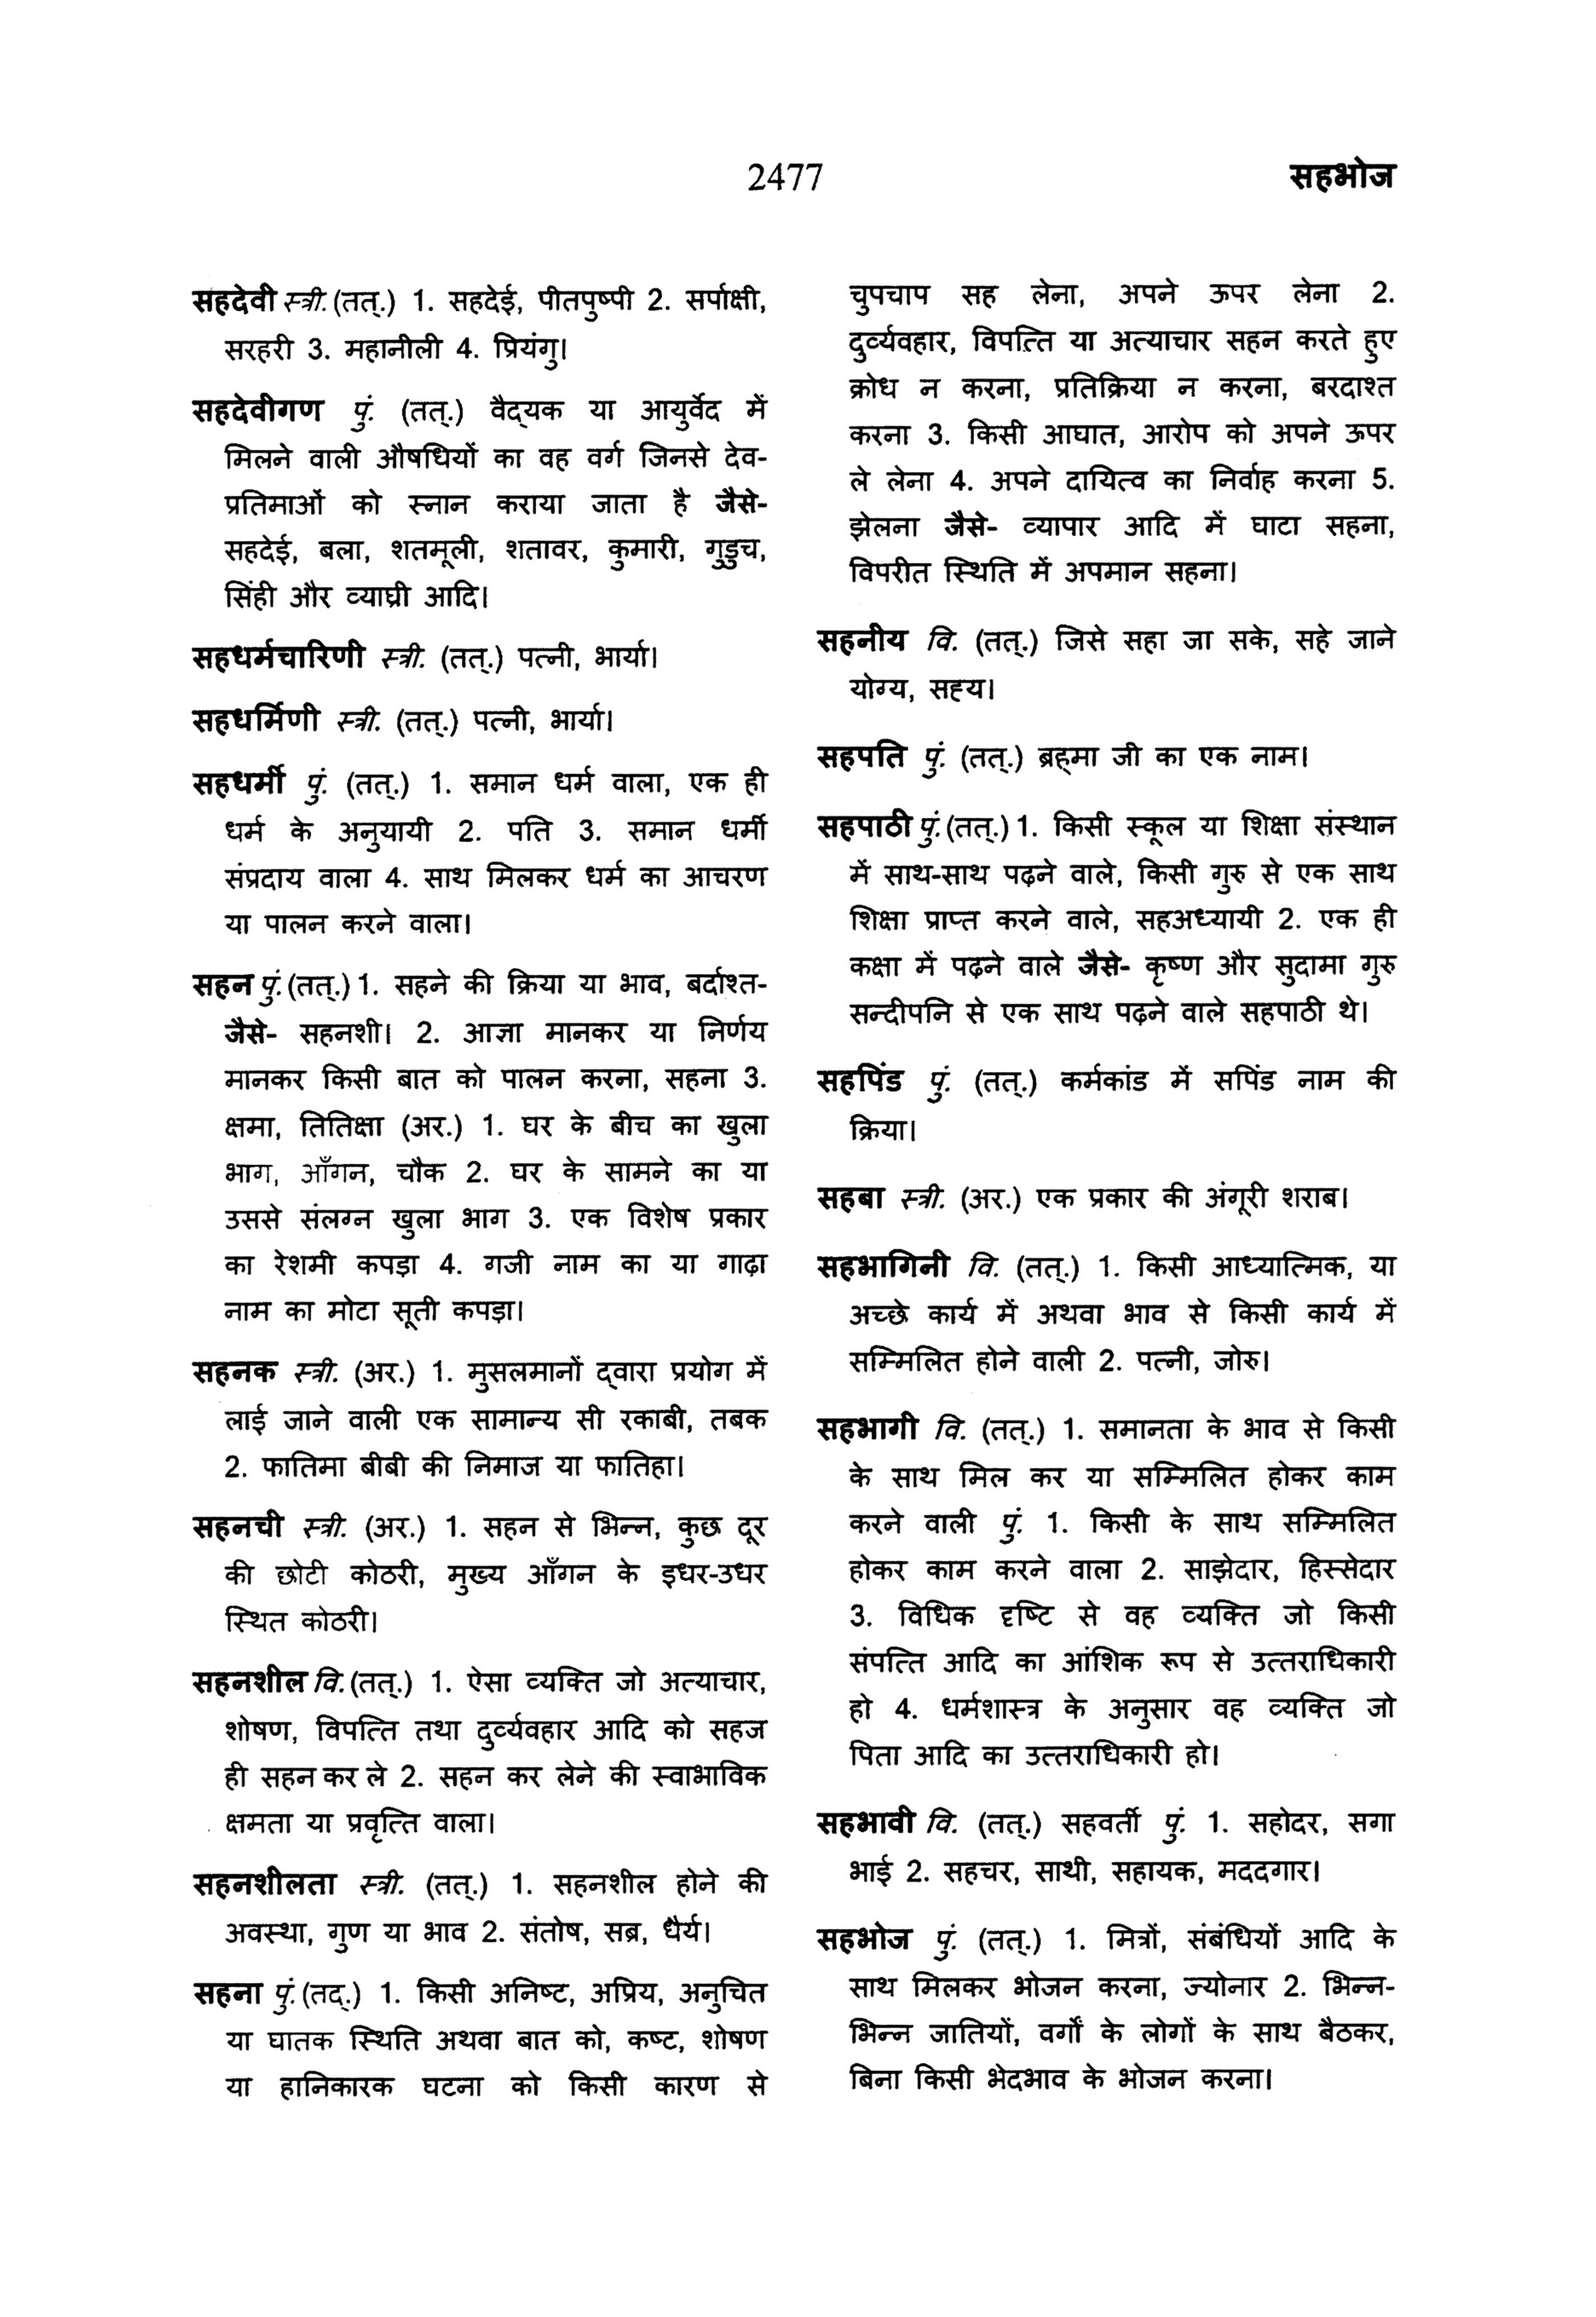 2477
सहभोज
सहदेवी स्त्री. (तत्.) 1. सहदेई, पीतपुष्पी 2. सर्पाक्षी,
सरहरी 3. महानीली 4. प्रियंगु।
सहदेवीगण पुं. (तत्.) वैद्‌यक या आयुर्वेद में
मिलने वाली औषधियों का वह वर्ग जिनसे देव-
प्रतिमाओं को स्नान कराया जाता है जैसे-
सहदेई, बला, शतमूली, शतावर, कुमारी, गुडुच,
सिंही और व्याघ्री आदि।
सहधर्मचारिणी स्त्री. (तत्.) पत्नी, भार्या।
सहधर्मिणी स्त्री. (तत्.) पत्नी, भार्या।
सहधर्मी पुं. (तत्.) 1. समान धर्म वाला, एक ही
धर्म के अनुयायी 2. पति 3. समान धर्मी
संप्रदाय वाला 4. साथ मिलकर धर्म का आचरण
या पालन करने वाला।
सहन पुं. (तत्.) 1. सहने की क्रिया या भाव, बर्दाश्त-
जैसे- सहनशी। 2. आज्ञा मानकर या निर्णय
मानकर किसी बात को पालन करना, सहना 3.
क्षमा, तितिक्षा (अर.) 1. घर के बीच का खुला
भाग, आँगन, चौक 2. घर के सामने का या
उससे संलग्न खुला भाग 3. एक विशेष प्रकार
का रेशमी कपड़ा 4. गजी नाम का या गाढ़ा
नाम का मोटा सूती कपड़ा।
सहनक स्त्री. (अर.) 1. मुसलमानों द्‌वारा प्रयोग में
लाई जाने वाली एक सामान्य सी रकाबी, तबक
2. फातिमा बीबी की निमाज या फातिहा।
सहनची स्त्री. (अर.) 1. सहन से भिन्न, कुछ दूर
की छोटी कोठरी, मुख्य आँगन के इधर-उधर
स्थित कोठरी।
सहनशील वि. (तत्.) 1. ऐसा व्यक्ति जो अत्याचार,
शोषण, विपत्ति तथा दुर्व्यवहार आदि को सहज
ही सहन कर ले 2. सहन कर लेने की स्वाभाविक
क्षमता या प्रवृत्ति वाला।
सहनशीलता स्त्री. (तत्.) 1. सहनशील होने की
अवस्था, गुण या भाव 2. संतोष, सब्र, धैर्य।
सहना पुं. (तद्.) 1. किसी अनिष्ट, अप्रिय, अनुचित
या घातक स्थिति अथवा बात को, कष्ट, शोषण
या हानिकारक घटना को किसी कारण से
चुपचाप सह लेना, अपने ऊपर लेना 2.
दुर्व्यवहार, विपत्ति या अत्याचार सहन करते हुए
क्रोध न करना, प्रतिक्रिया न करना, बरदाश्त
करना 3. किसी आघात, आरोप को अपने ऊपर
ले लेना 4. अपने दायित्व का निर्वाह करना 5.
झेलना जैसे- व्यापार आदि में घाटा सहना,
विपरीत स्थिति में अपमान सहना।
सहनीय वि. (तत्.) जिसे सहा जा सके, सहे जाने
योग्य, सह्‌य।
सहपति पुं. (तत्.) ब्रह्‌मा जी का एक नाम।
सहपाठी पुं. (तत्.) 1. किसी स्कूल या शिक्षा संस्थान
में साथ-साथ पढ़ने वाले, किसी गुरु से एक साथ
शिक्षा प्राप्त करने वाले, सहअध्यायी 2. एक ही
कक्षा में पढ़ने वाले जैसे- कृष्ण और सुदामा गुरु
सन्दीपनि से एक साथ पढ़ने वाले सहपाठी थे।
सहपिंड पुं. (तत्.) कर्मकांड में सपिंड नाम की
क्रिया।
सहबा स्त्री. (अर.) एक प्रकार की अंगूरी शराब।
सहभागिनी वि. (तत्.) 1. किसी आध्यात्मिक, या
अच्छे कार्य में अथवा भाव से किसी कार्य में
सम्मिलित होने वाली 2. पत्नी, जोरु।
सहभागी वि. (तत्.) 1. समानता के भाव से किसी
के साथ मिल कर या सम्मिलित होकर काम
करने वाली पुं. 1. किसी के साथ सम्मिलित
होकर काम करने वाला 2. साझेदार, हिस्सेदार
3. विधिक दृष्टि से वह व्यक्ति जो किसी
संपत्ति आदि का आंशिक रूप से उत्तराधिकारी
हो 4. धर्मशास्त्र के अनुसार वह व्यक्ति जो
पिता आदि का उत्तराधिकारी हो।
सहभावी वि. (तत्.) सहवर्ती पुं. 1. सहोदर, सगा
भाई 2. सहचर, साथी, सहायक, मददगार।
सहभोज पुं. (तत्.) 1. मित्रों, संबंधियों आदि के
साथ मिलकर भोजन करना, ज्योनार 2. भिन्न-
भिन्न जातियों, वर्गों के लोगों के साथ बैठकर,
बिना किसी भेदभाव के भोजन करना।